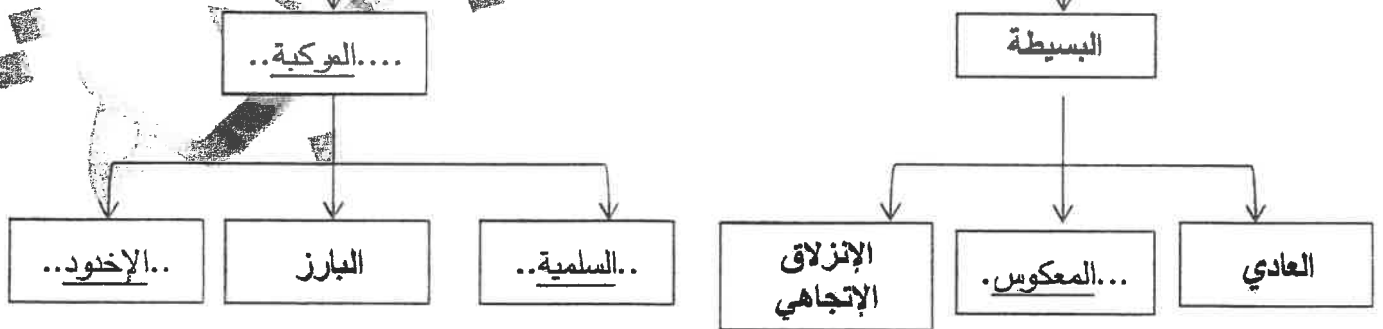 البسيطة
....المركبة..
العادي
...المعكوس.
الإنزلاق
الإتجاهي
..السلمية..
البارز
..الإخدود..